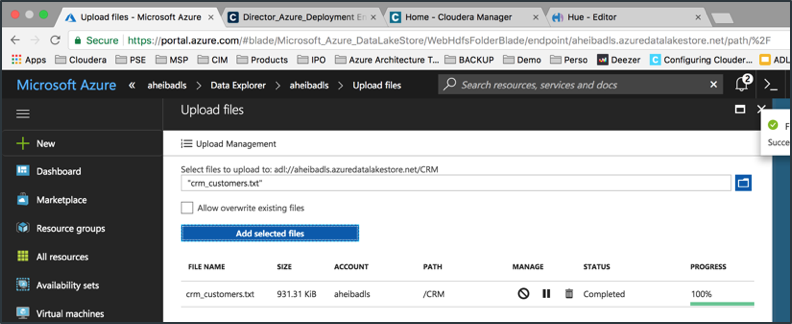 Upload files - Microsoft Azure
Director_Azure_Deployment En
Home - Cloudera Manager
Hue - Editor
Secure https://portal.azure.com/#blade/Microsoft_Azure_DataLakeStore/WebHdfsFolderBlade/endpoint/aheibadls.azuredatalakestore.net/path/%2F
Apps Cloudera PSE MSP CIM Products IPO Azure Architecture T... BACKUP Demo Perso Deezer Configuring Clouder... ADL
Microsoft Azure « aheibadls > Data Explorer > aheibadls > Upload files
Search resources, services and docs
2
Upload files
F
Succe
Upload Management
New
Select files to upload to: adl://aheibadls.azuredatalakestore.net/CRM
Dashboard
"crm_customers.txt"
Marketplace
Allow overwrite existing files
Resource groups
Add selected files
All resources
FILE NAME SIZE ACCOUNT PATH MANAGE STATUS PROGRESS
Availability sets
crm_customers.txt 931.31 KiB aheibadls /CRM Completed 100%
Virtual machines